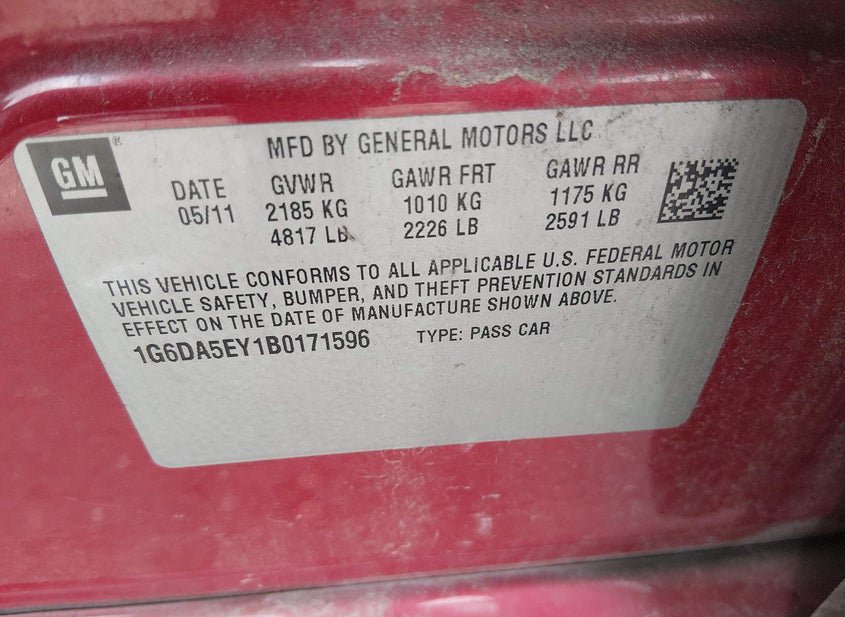 GM®
MFD BY GENERAL MOTORS LLC
DATE GVWR GAWR FRT GAWR RR
05/11 2185 KG 1010 KG 1175 KG
4817 LB 2226 LB 2591 LB
THIS VEHICLE CONFORMS TO ALL APPLICABLE U.S. FEDERAL MOTOR
VEHICLE SAFETY, BUMPER, AND THEFT PREVENTION STANDARDS IN
EFFECT ON THE DATE OF MANUFACTURE SHOWN ABOVE.
1G6DA5EY1B0171596 TYPE: PASS CAR